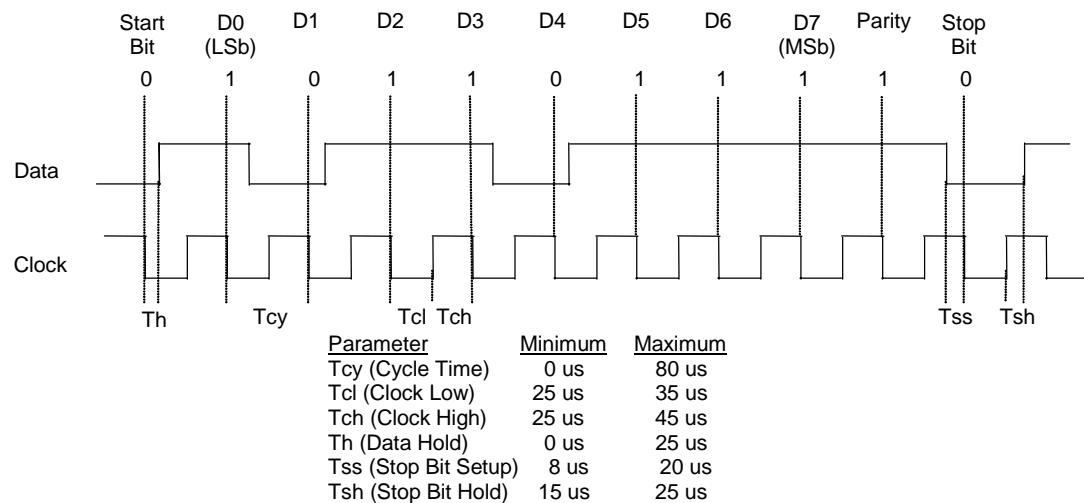 Start Bit D0 (LSb) D1 D2 D3 D4 D5 D6 D7 (MSb) Parity Stop Bit
0 1 0 1 1 0 1 1 1 1 0
Data
Clock
Th Tcy Tcl Tch Tss Tsh
Parameter Minimum Maximum
Tcy (Cycle Time) 0 us 80 us
Tcl (Clock Low) 25 us 35 us
Tch (Clock High) 25 us 45 us
Th (Data Hold) 0 us 25 us
Tss (Stop Bit Setup) 8 us 20 us
Tsh (Stop Bit Hold) 15 us 25 us